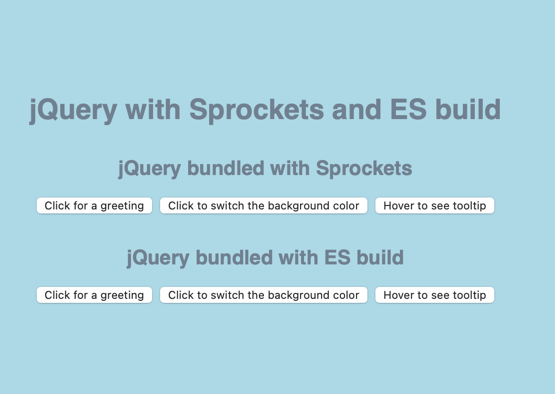 jQuery with Sprockets and ES build
jQuery bundled with Sprockets
Click for a greeting Click to switch the background color Hover to see tooltip
jQuery bundled with ES build
Click for a greeting Click to switch the background color Hover to see tooltip